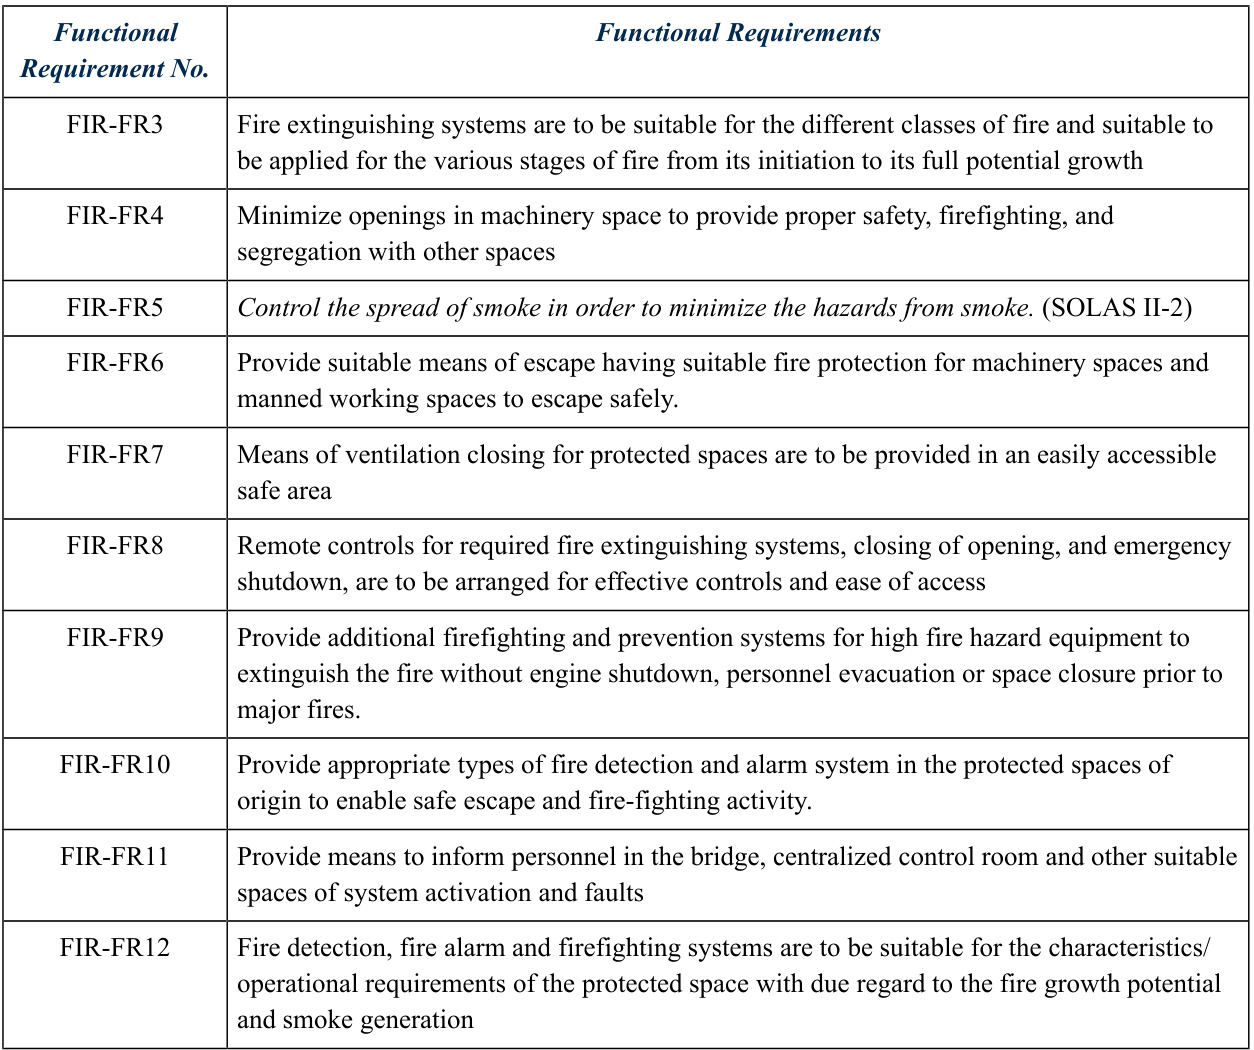 Functional
Requirement No.
Functional Requirements
FIR-FR3
Fire extinguishing systems are to be suitable for the different classes of fire and suitable to
be applied for the various stages of fire from its initiation to its full potential growth
FIR-FR4
Minimize openings in machinery space to provide proper safety, firefighting, and
segregation with other spaces
FIR-FR5
Control the spread of smoke in order to minimize the hazards from smoke. (SOLAS II-2)
FIR-FR6
Provide suitable means of escape having suitable fire protection for machinery spaces and
manned working spaces to escape safely.
FIR-FR7
Means of ventilation closing for protected spaces are to be provided in an easily accessible
safe area
FIR-FR8
Remote controls for required fire extinguishing systems, closing of opening, and emergency
shutdown, are to be arranged for effective controls and ease of access
FIR-FR9
Provide additional firefighting and prevention systems for high fire hazard equipment to
extinguish the fire without engine shutdown, personnel evacuation or space closure prior to
major fires.
FIR-FR10
Provide appropriate types of fire detection and alarm system in the protected spaces of
origin to enable safe escape and fire-fighting activity.
FIR-FR11
Provide means to inform personnel in the bridge, centralized control room and other suitable
spaces of system activation and faults
FIR-FR12
Fire detection, fire alarm and firefighting systems are to be suitable for the characteristics/
operational requirements of the protected space with due regard to the fire growth potential
and smoke generation